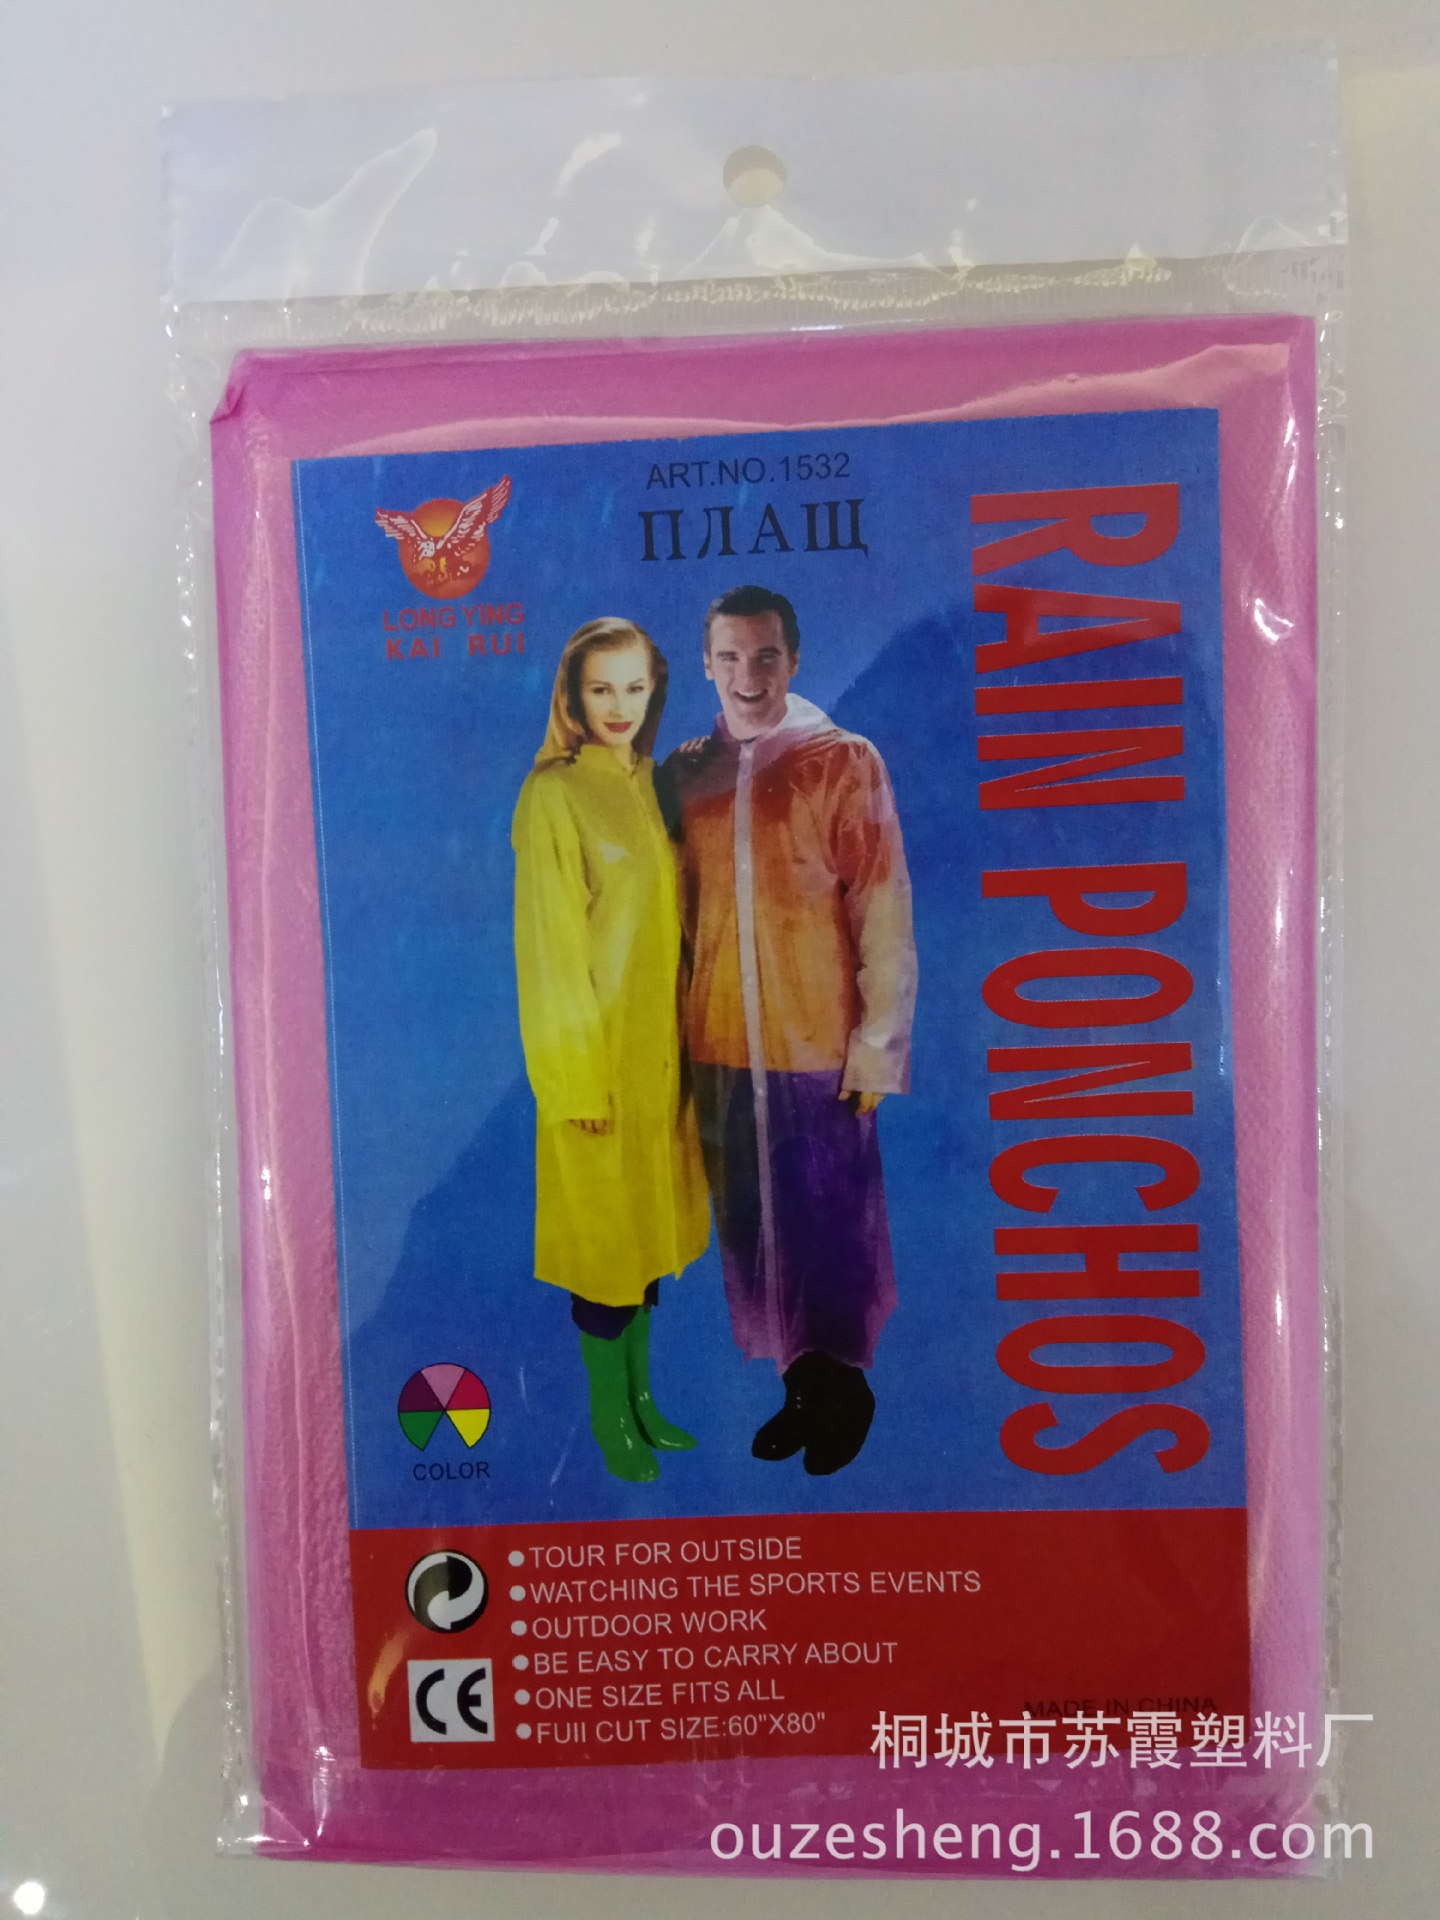 ART.NO.1532
ПЛАЩ
LONG YING
KAI RUI
RAIN PONCHOS
COLOR
●TOUR FOR OUTSIDE
●WATCHING THE SPORTS EVENTS
●OUTDOOR WORK
●BE EASY TO CARRY ABOUT
●ONE SIZE FITS ALL
●FUll CUT SIZE:60"X80"
CE
MADE IN CHINA
桐城市苏霞塑料厂
ouzesheng.1688.com